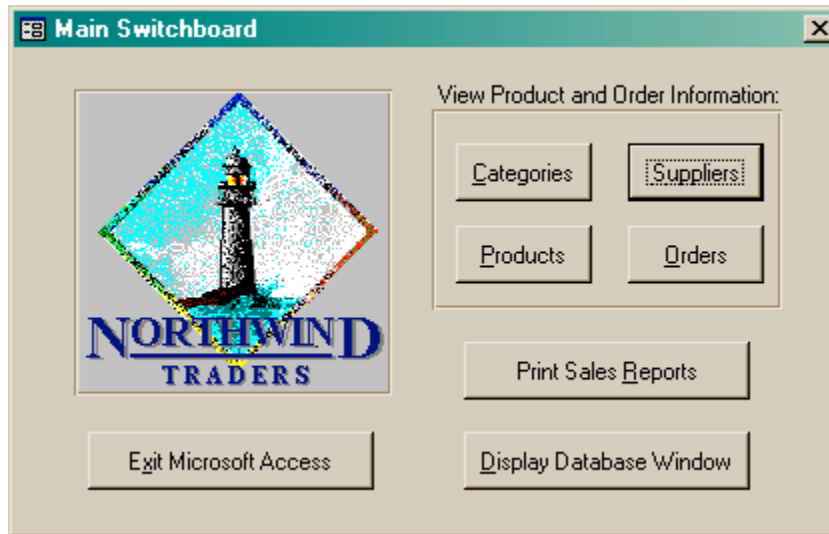 Main Switchboard
View Product and Order Information:
Categories
Suppliers
Products
Orders
NORTHWIND
TRADERS
Print Sales Reports
Exit Microsoft Access
Display Database Window